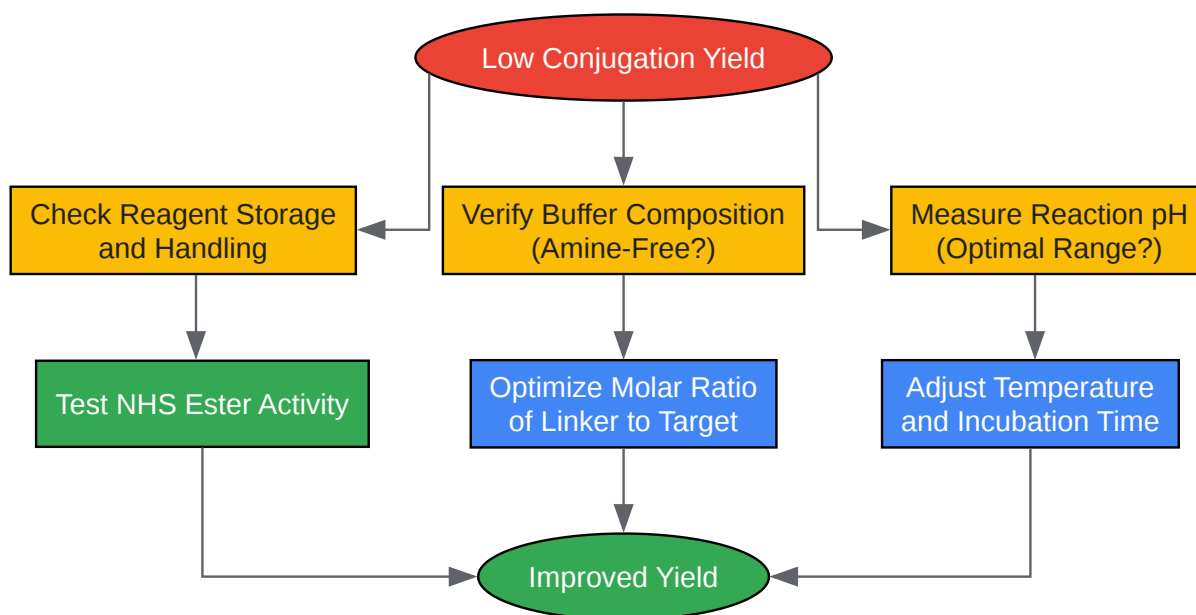 Low Conjugation Yield
Check Reagent Storage
and Handling
Verify Buffer Composition
(Amine-Free?)
Measure Reaction pH
(Optimal Range?)
Test NHS Ester Activity
Optimize Molar Ratio
of Linker to Target
Adjust Temperature
and Incubation Time
Improved Yield